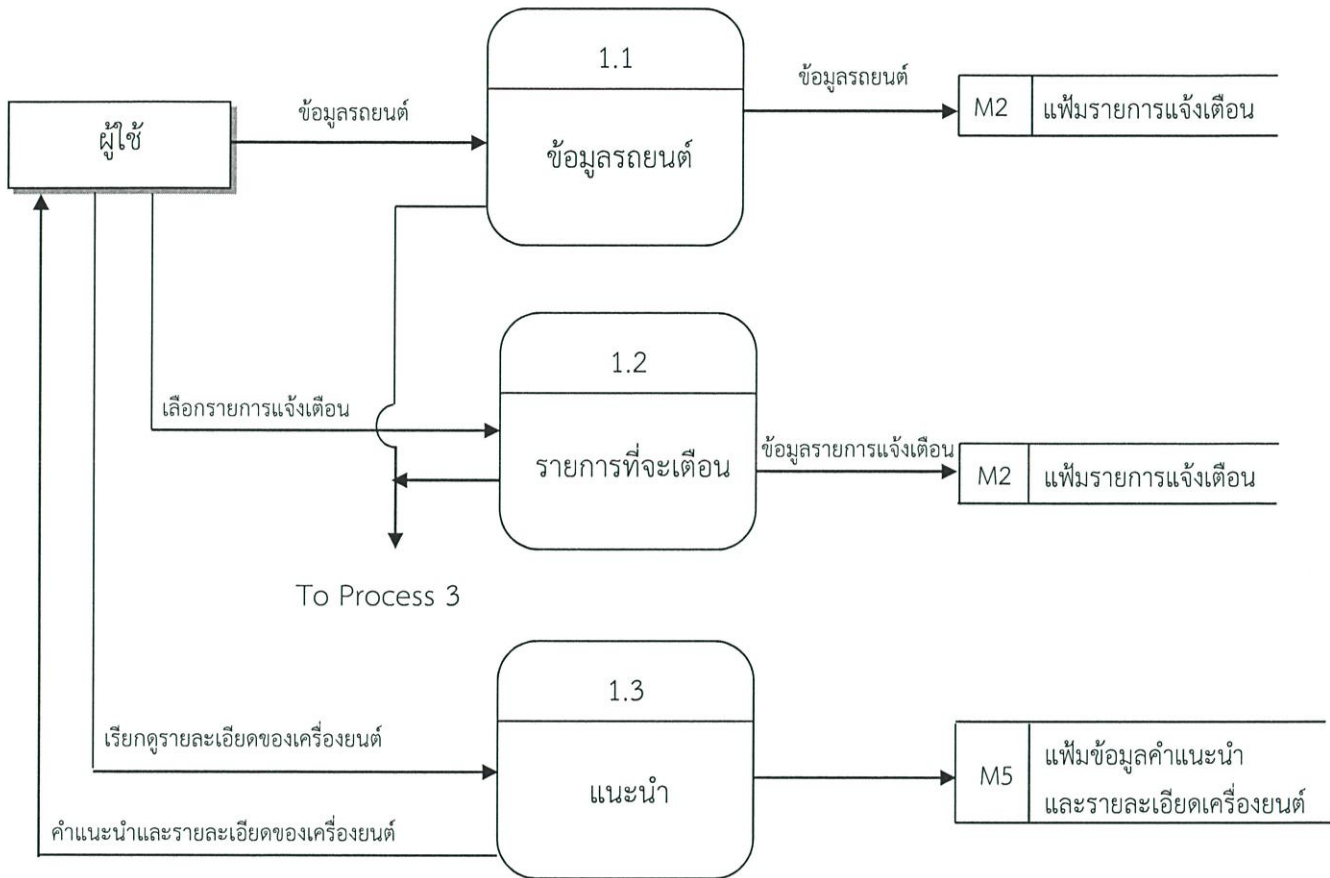 1.1
ผู้ใช้
ข้อมูลรถยนต์
ข้อมูลรถยนต์
ข้อมูลรถยนต์
M2 แฟ้มรายการแจ้งเตือน
1.2
เลือกรายการแจ้งเตือน
รายการที่จะเตือน
ข้อมูลรายการแจ้งเตือน
M2 แฟ้มรายการแจ้งเตือน
To Process 3
1.3
เรียกดูรายละเอียดของเครื่องยนต์
แนะนำ
M5 แฟ้มข้อมูลคำแนะนำ
และรายละเอียดเครื่องยนต์
คำแนะนำและรายละเอียดของเครื่องยนต์